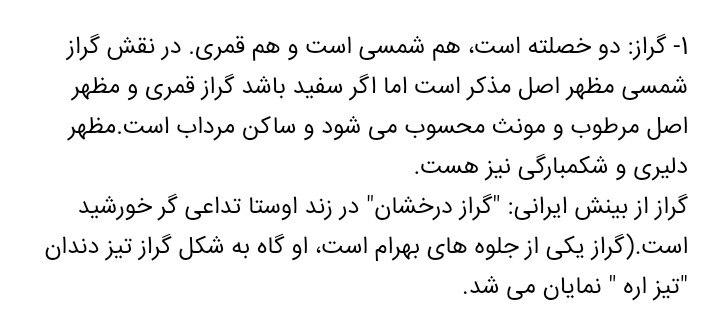 ۱- گراز: دو خصلته است، هم شمسی است و هم قمری. در نقش گراز
شمسی مظهر اصل مذکر است اما اگر سفید باشد گراز قمری و مظهر
اصل مرطوب و مونث محسوب می شود و ساکن مرداب است.مظهر
دلیری و شکمبارگی نیز هست.
گراز از بینش ایرانی: "گراز درخشان" در زند اوستا تداعی گر خورشید
است.(گراز یکی از جلوه های بهرام است، او گاه به شکل گراز تیز دندان
"تیز اره " نمایان می شد.